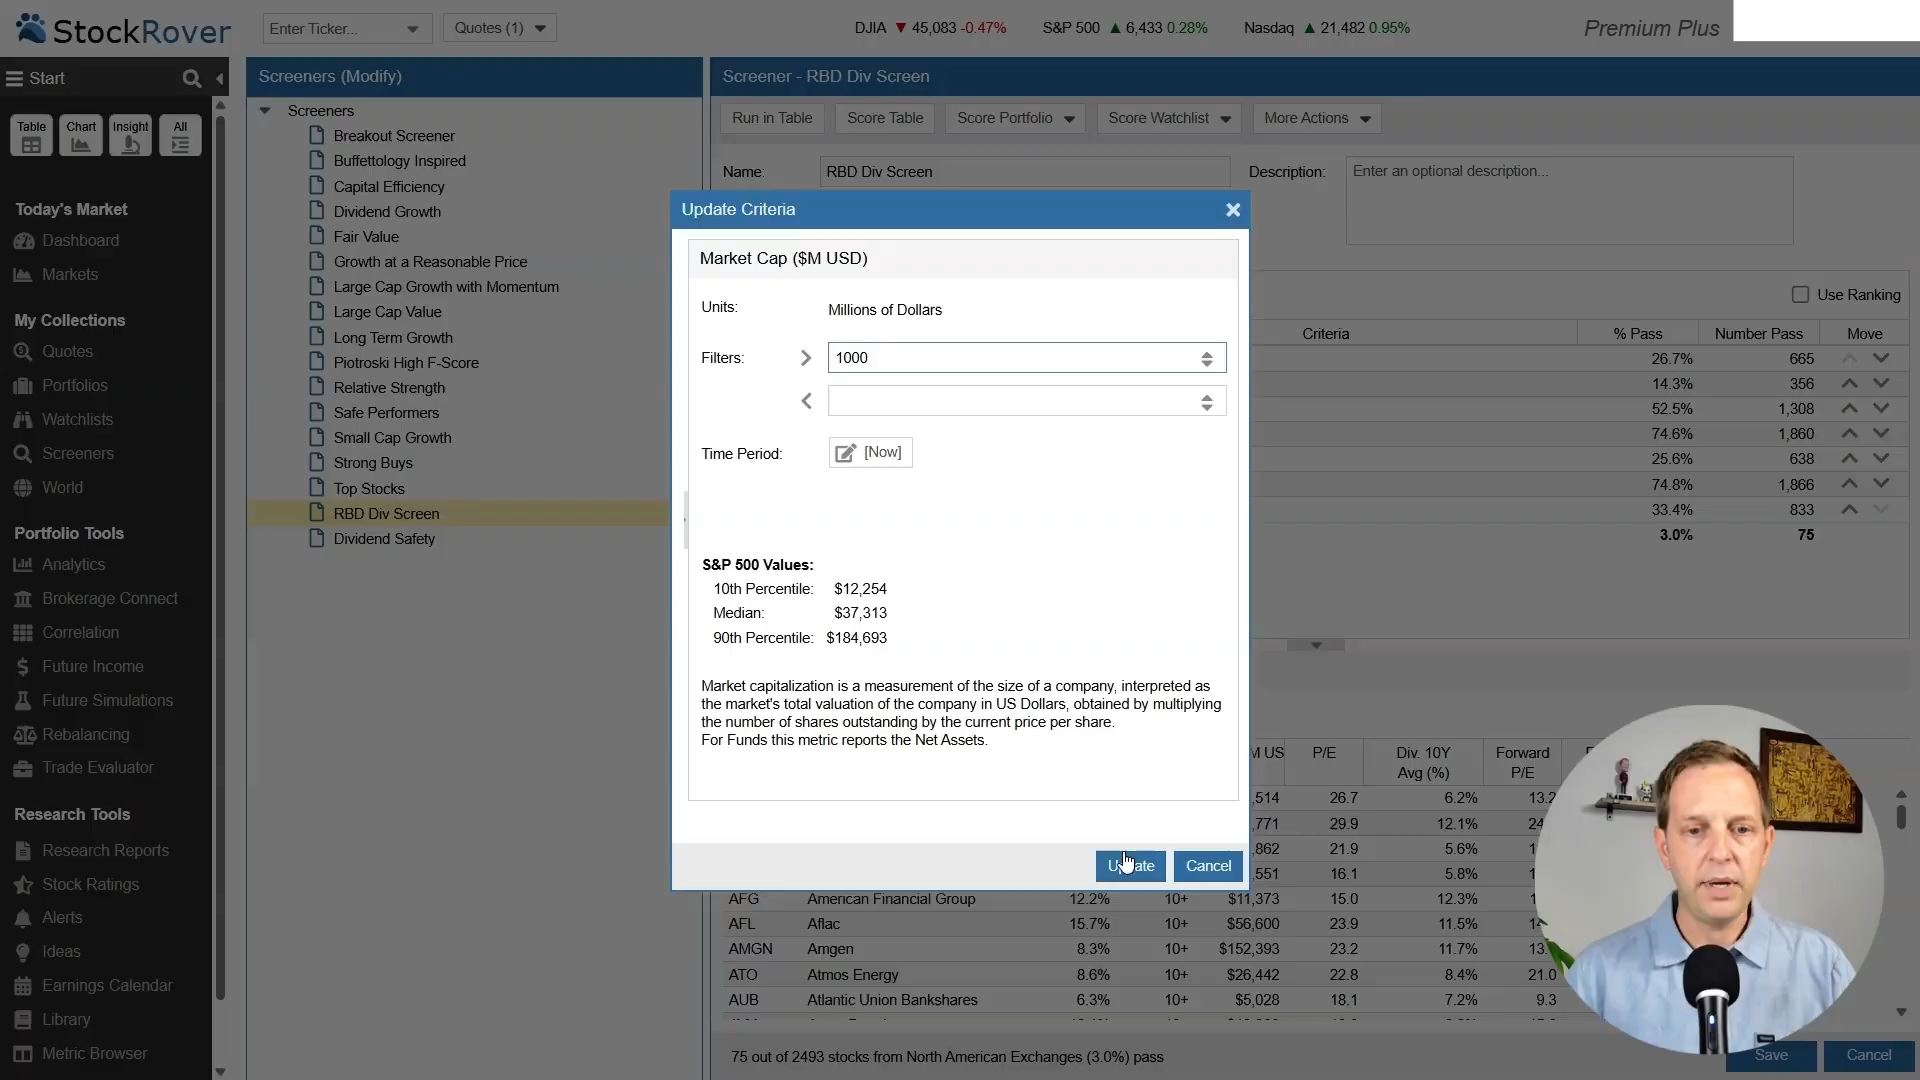 StockRover
Enter Ticker...
Quotes (1)
DJIA ▼ 45,083 -0.47%
S&P 500 ▲ 6,433 0.28%
Nasdaq ▲ 21,482 0.95%
Premium Plus
Start
Table
Chart
Insight
All
Today's Market
Dashboard
Markets
My Collections
Quotes
Portfolios
Watchlists
Screeners
World
Portfolio Tools
Analytics
Brokerage Connect
Correlation
Future Income
Future Simulations
Rebalancing
Trade Evaluator
Research Tools
Research Reports
Stock Ratings
Alerts
Ideas
Earnings Calendar
Library
Metric Browser
Screeners (Modify)
Screeners
Breakout Screener
Buffettology Inspired
Capital Efficiency
Dividend Growth
Fair Value
Growth at a Reasonable Price
Large Cap Growth with Momentum
Large Cap Value
Long Term Growth
Piotroski High F-Score
Relative Strength
Safe Performers
Small Cap Growth
Strong Buys
Top Stocks
RBD Div Screen
Dividend Safety
Screener - RBD Div Screen
Run in Table
Score Table
Score Portfolio
Score Watchlist
More Actions
Name: RBD Div Screen
Description: Enter an optional description...
Use Ranking
Criteria % Pass Number Pass Move
26.7% 665
14.3% 356
52.5% 1,308
74.6% 1,860
25.6% 638
74.8% 1,866
33.4% 833
3.0% 75
Update Criteria
Market Cap ($M USD)
Units: Millions of Dollars
Filters: > 1000
<
Time Period: [Now]
S&P 500 Values:
10th Percentile: $12,254
Median: $37,313
90th Percentile: $184,693
Market capitalization is a measurement of the size of a company, interpreted as
the market's total valuation of the company in US Dollars, obtained by multiplying
the number of shares outstanding by the current price per share.
For Funds this metric reports the Net Assets.
Update
Cancel
P/E Div. 10Y Forward
Avg (%) P/E
,514 26.7 6.2% 13.2
,771 29.9 12.1% 24
,862 21.9 5.6%
,551 16.1 5.8%
AFG American Financial Group 12.2% 10+ $11,373 15.0 12.3%
AFL Aflac 15.7% 10+ $56,600 23.9 11.5%
AMGN Amgen 8.3% 10+ $152,393 23.2 11.7% 13.
ATO Atmos Energy 8.6% 10+ $26,442 22.8 8.4% 21.0
AUB Atlantic Union Bankshares 6.3% 10+ $5,028 18.1 7.2% 9.3
75 out of 2493 stocks from North American Exchanges (3.0%) pass
Save
Cancel